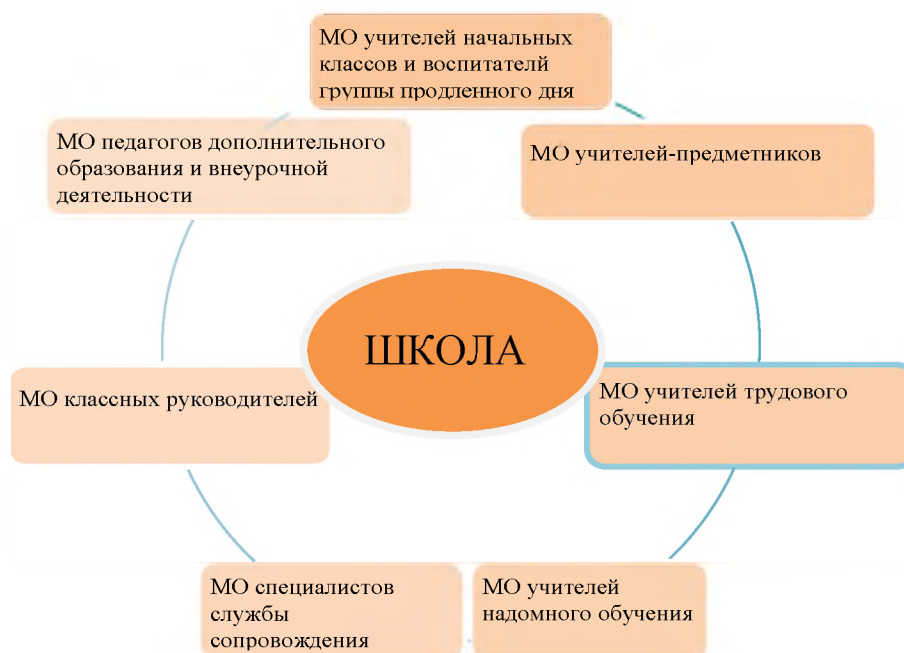 МО учителей начальных
классов и воспитателй
группы продленного дня
МО педагогов дополнительного
образования и внеурочной
деятельности
МО учителей-предметников
ШКОЛА
МО классных руководителей
МО учителей трудового
обучения
МО специалистов
службы
сопровождения
МО учителей
надомного обучения